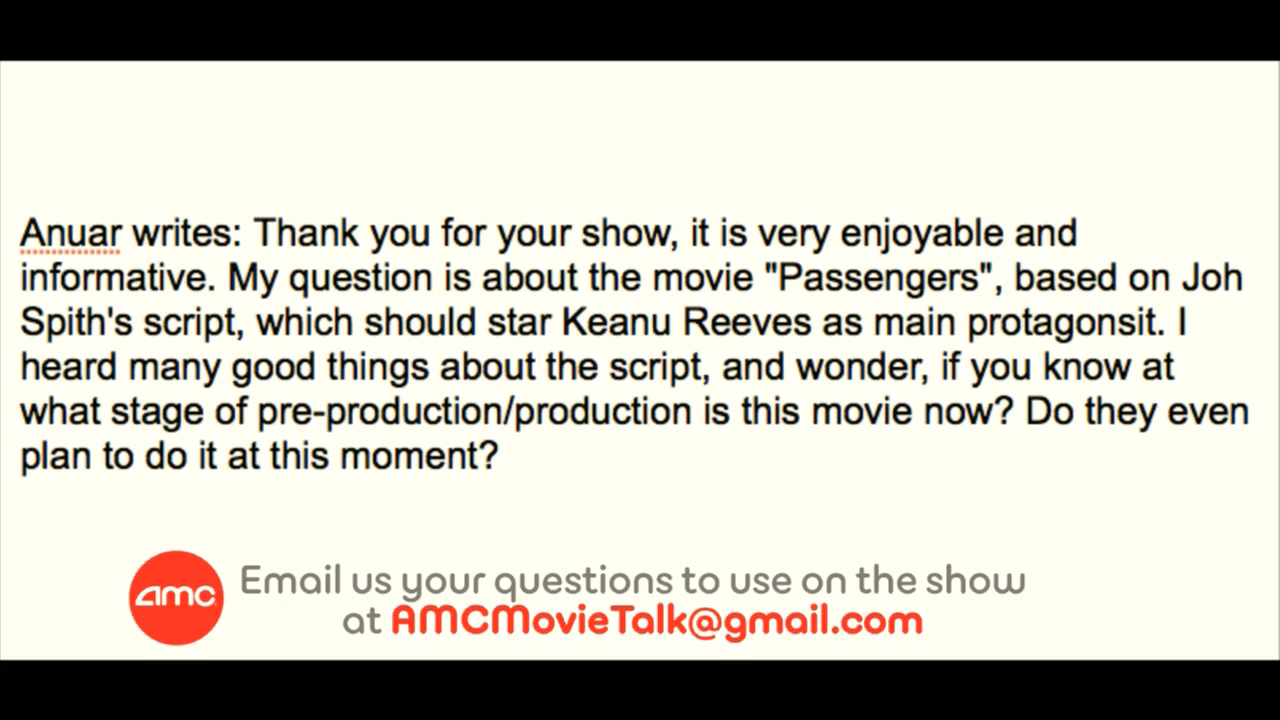 Anuar writes: Thank you for your show, it is very enjoyable and
informative. My question is about the movie "Passengers", based on Joh
Spith's script, which should star Keanu Reeves as main protagonsit. I
heard many good things about the script, and wonder, if you know at
what stage of pre-production/production is this movie now? Do they even
plan to do it at this moment?
amc
Email us your questions to use on the show
at AMCMovieTalk@gmail.com